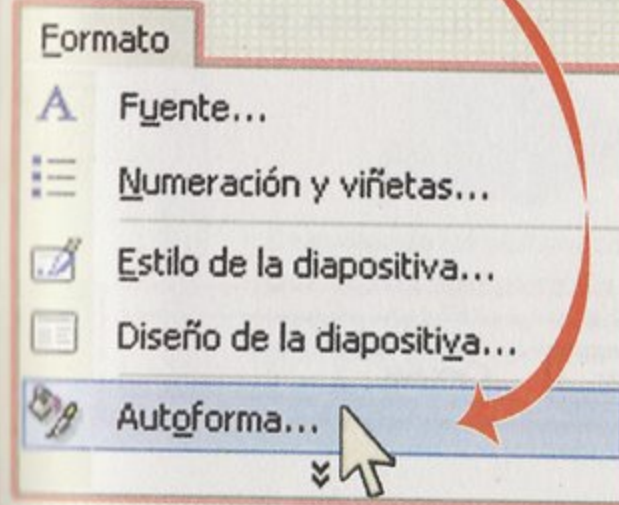 Formato
Fuente...
Numeración y viñetas...
Estilo de la diapositiva...
Diseño de la diapositiva...
Autoforma...